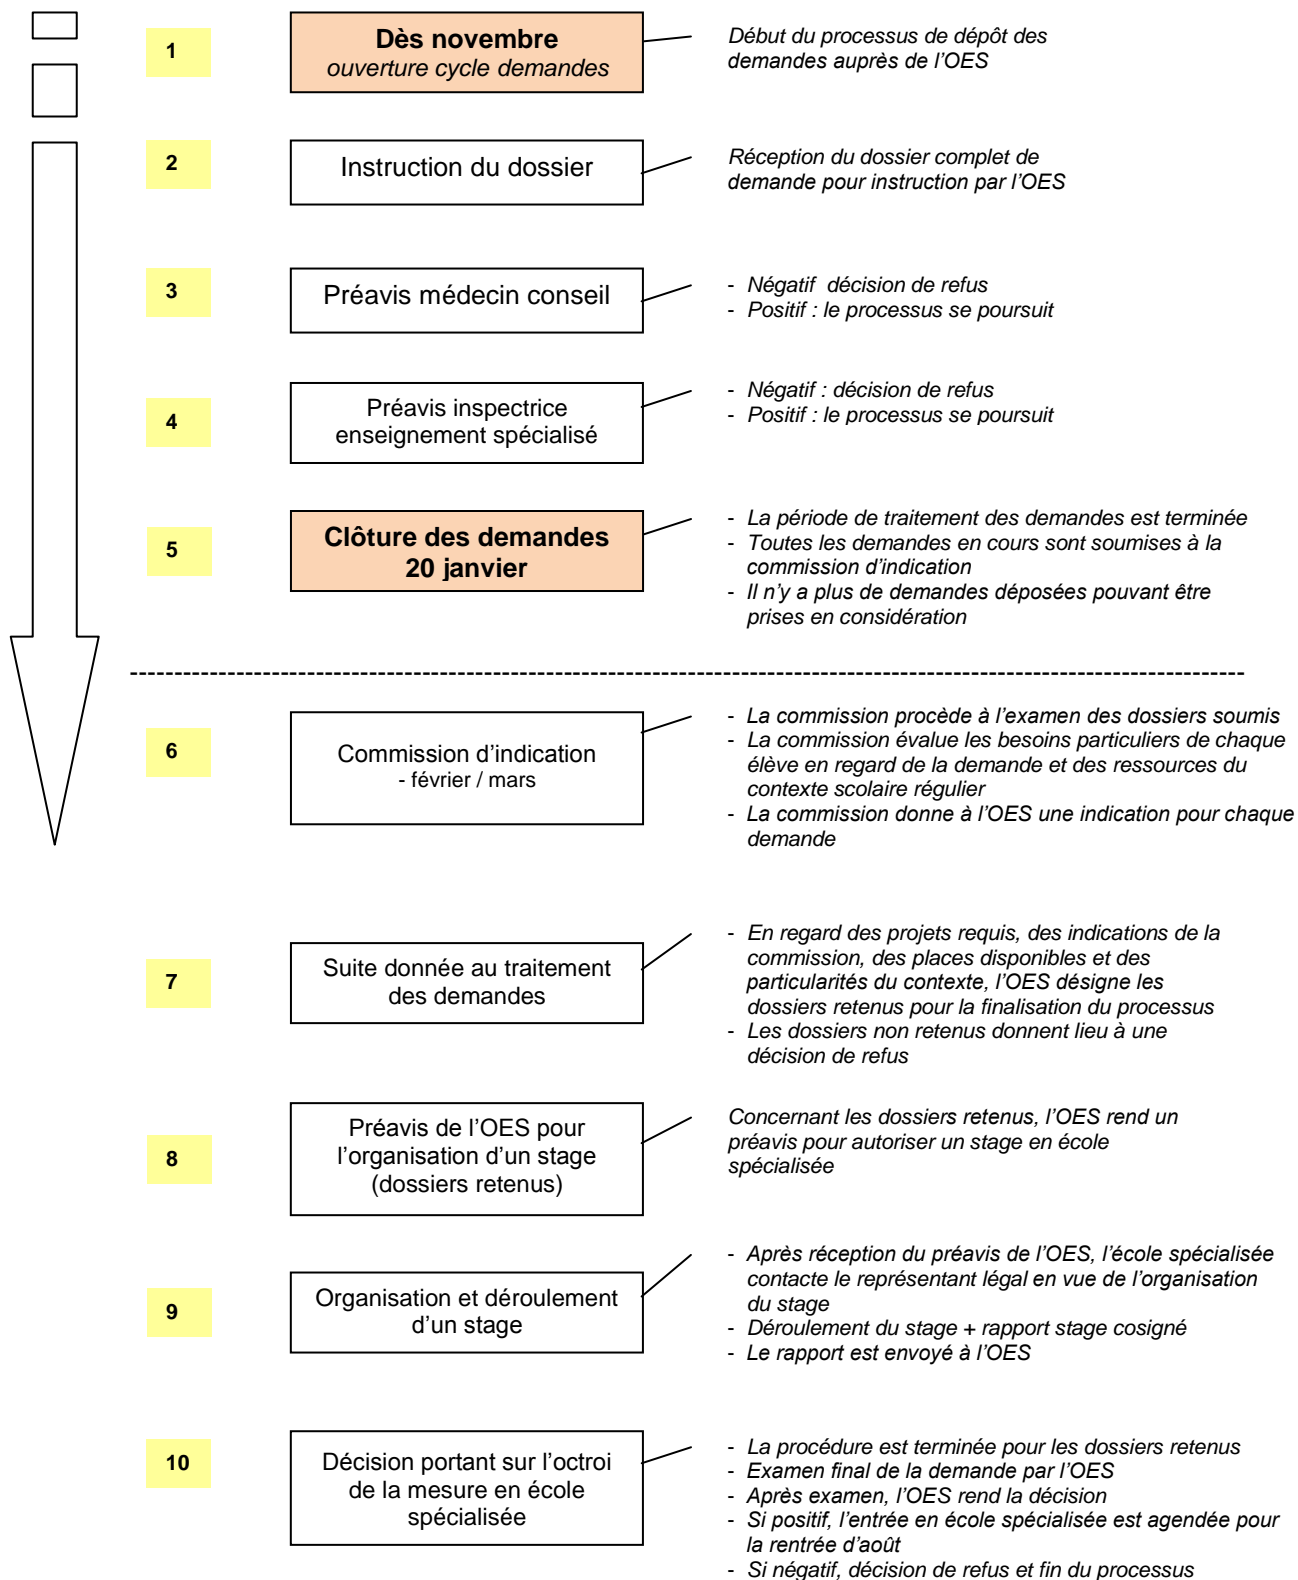 1
Dès novembre
ouverture cycle demandes
Début du processus de dépôt des
demandes auprès de l’OES
2
Instruction du dossier
Réception du dossier complet de
demande pour instruction par l’OES
3
Préavis médecin conseil
- Négatif décision de refus
- Positif : le processus se poursuit
4
Préavis inspectrice
enseignement spécialisé
- Négatif : décision de refus
- Positif : le processus se poursuit
5
Clôture des demandes
20 janvier
- La période de traitement des demandes est terminée
- Toutes les demandes en cours sont soumises à la
commission d’indication
- Il n’y a plus de demandes déposées pouvant être
prises en considération
6
Commission d’indication
- février / mars
- La commission procède à l’examen des dossiers soumis
- La commission évalue les besoins particuliers de chaque
élève en regard de la demande et des ressources du
contexte scolaire régulier
- La commission donne à l’OES une indication pour chaque
demande
7
Suite donnée au traitement
des demandes
- En regard des projets requis, des indications de la
commission, des places disponibles et des
particularités du contexte, l’OES désigne les
dossiers retenus pour la finalisation du processus
- Les dossiers non retenus donnent lieu à une
décision de refus
8
Préavis de l’OES pour
l’organisation d’un stage
(dossiers retenus)
Concernant les dossiers retenus, l’OES rend un
préavis pour autoriser un stage en école
spécialisée
9
Organisation et déroulement
d’un stage
- Après réception du préavis de l’OES, l’école spécialisée
contacte le représentant légal en vue de l’organisation
du stage
- Déroulement du stage + rapport stage cosigné
- Le rapport est envoyé à l’OES
10
Décision portant sur l’octroi
de la mesure en école
spécialisée
- La procédure est terminée pour les dossiers retenus
- Examen final de la demande par l’OES
- Après examen, l’OES rend la décision
- Si positif, l’entrée en école spécialisée est agendée pour
la rentrée d’août
- Si négatif, décision de refus et fin du processus